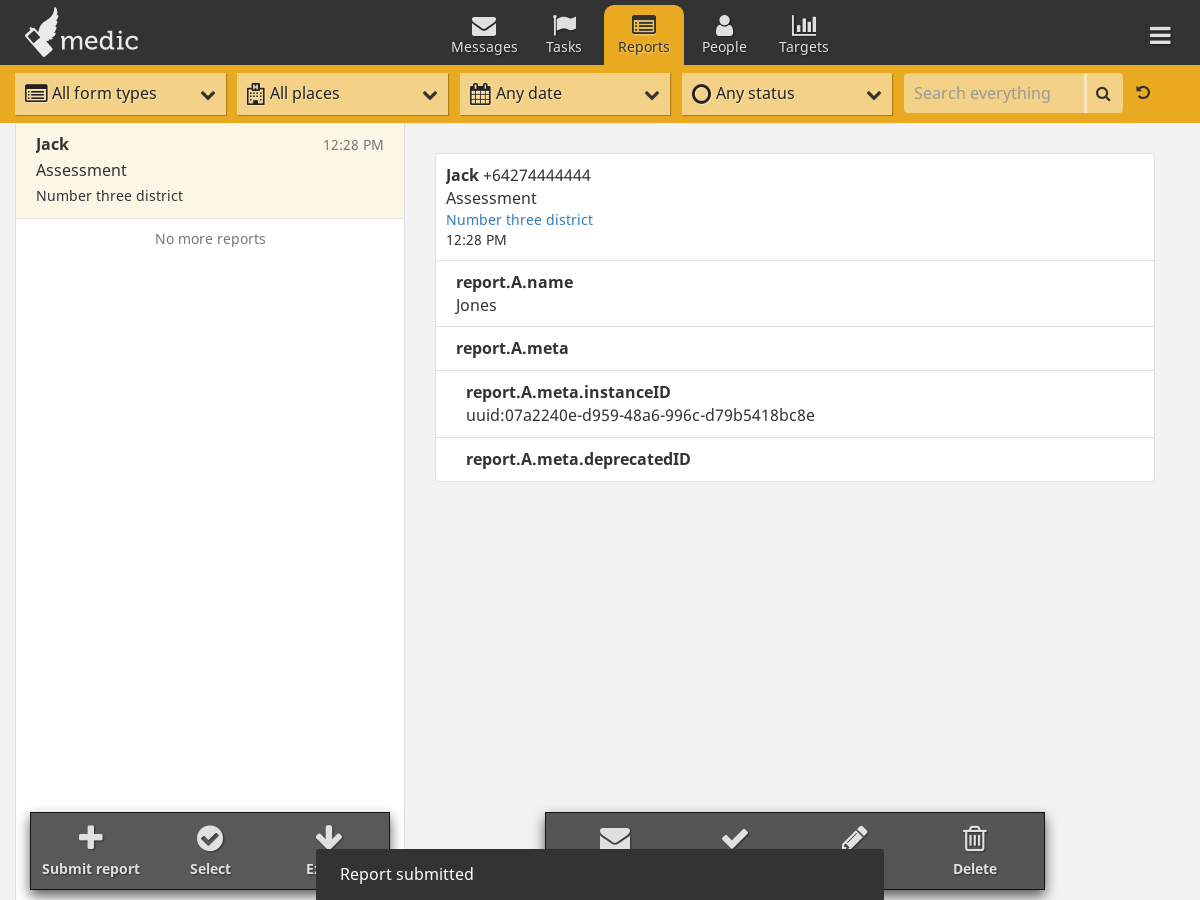 medic
Messages
Tasks
Reports
People
Targets
All form types
All places
Any date
Any status
Search everything
Jack 12:28 PM
Assessment
Number three district
No more reports
Jack +64274444444
Assessment
Number three district
12:28 PM
report.A.name
Jones
report.A.meta
report.A.meta.instanceID
uuid:07a2240e-d959-48a6-996c-d79b5418bc8e
report.A.meta.deprecatedID
Submit report
Select
Delete
Report submitted